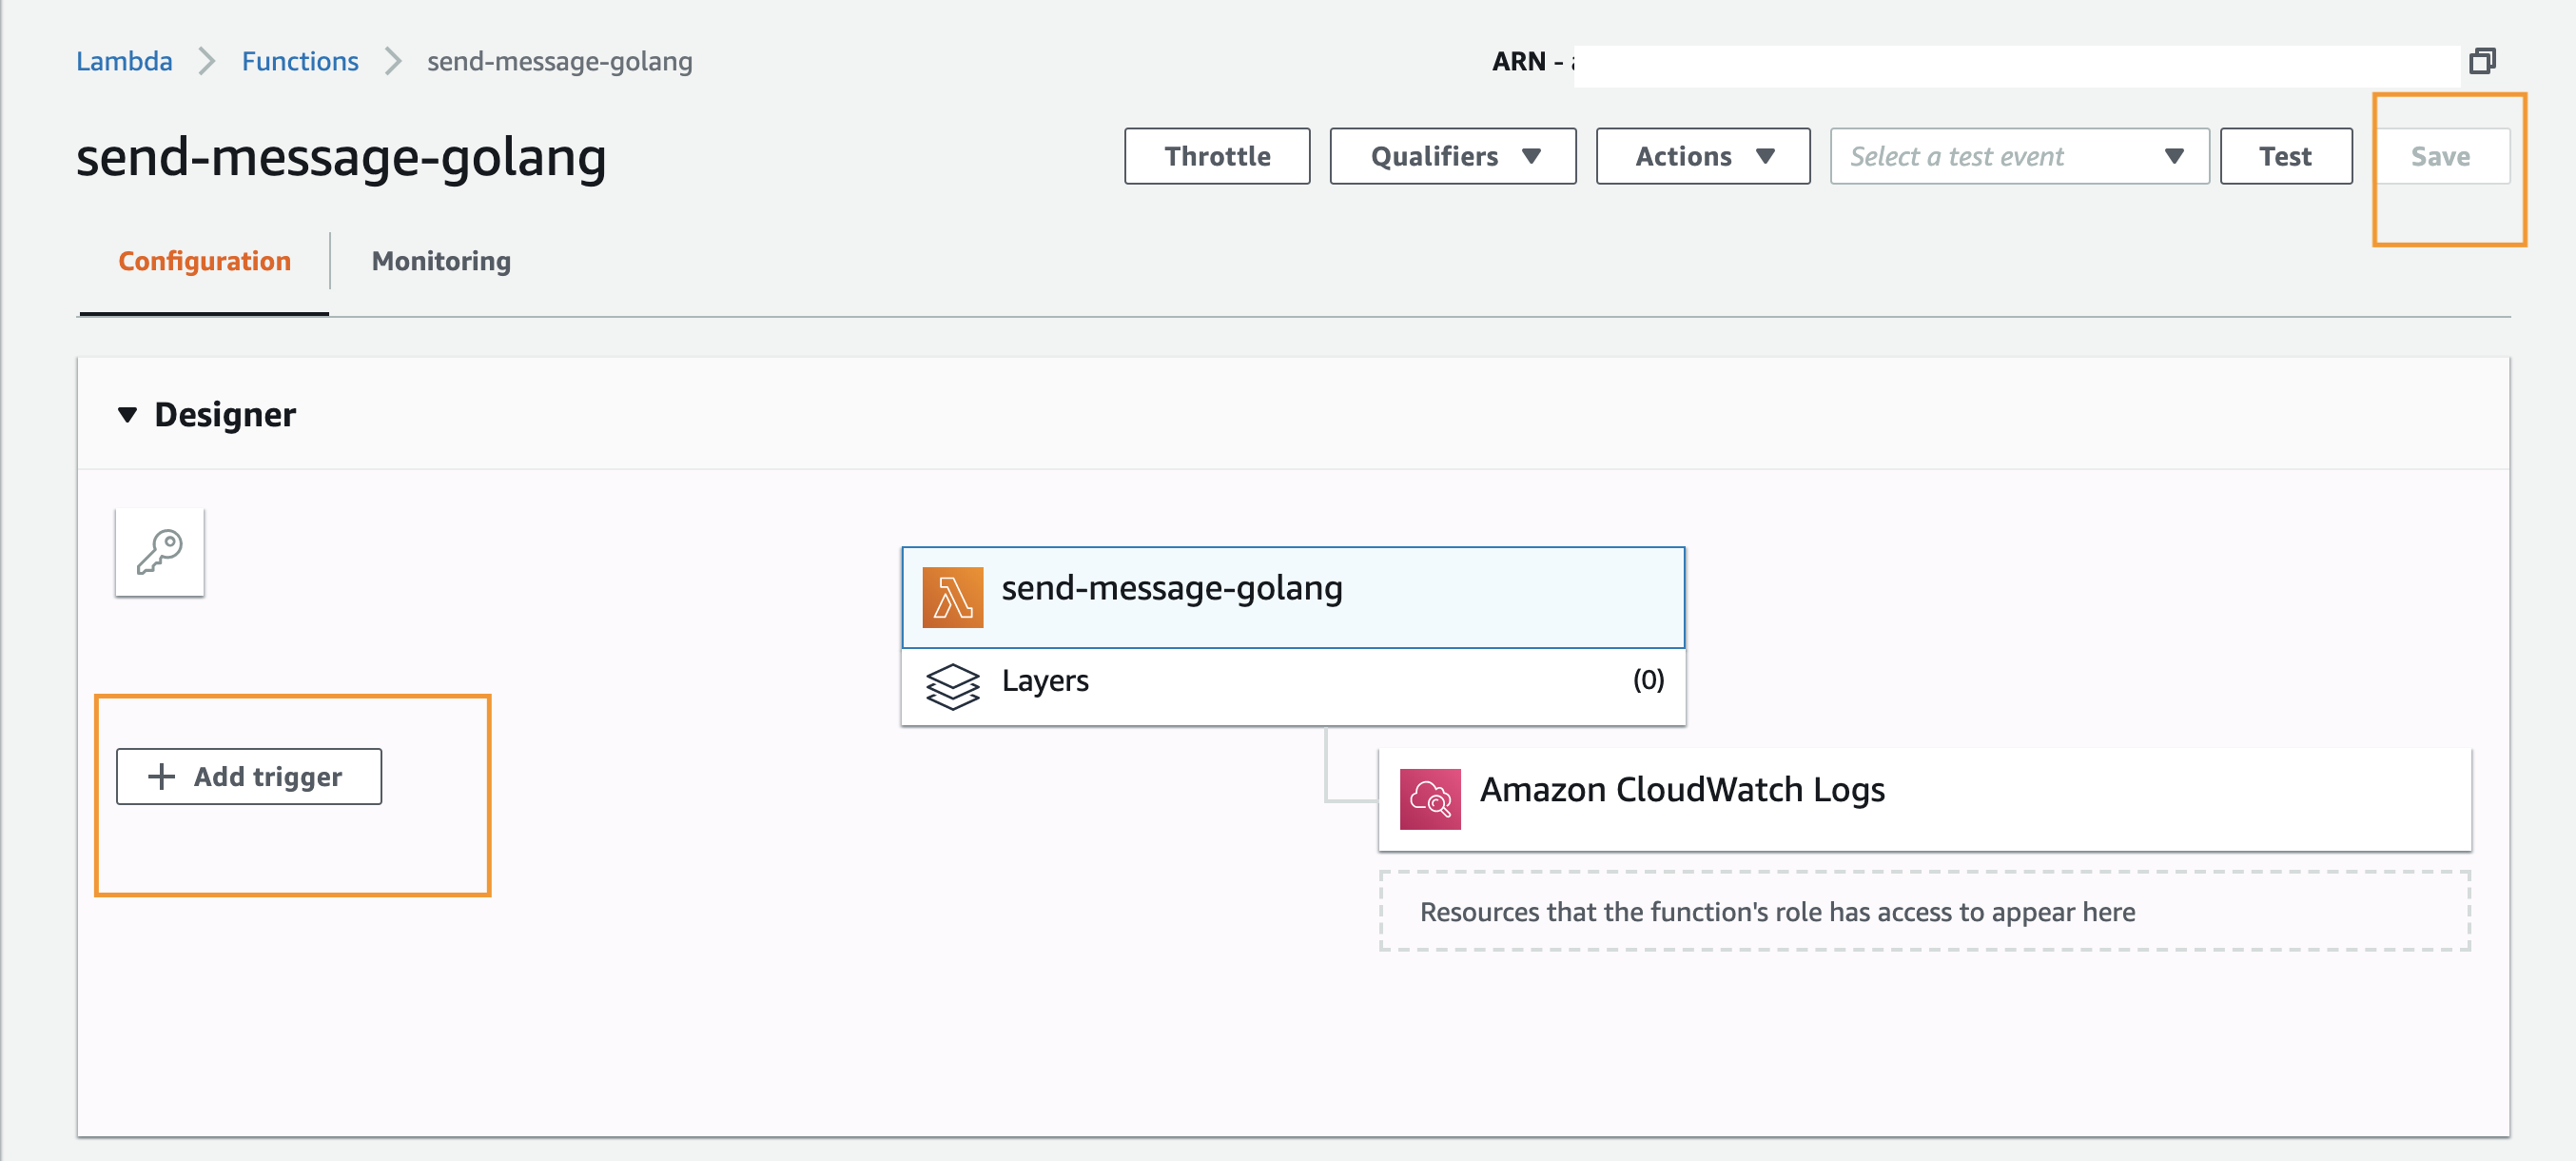 Lambda > Functions > send-message-golang
ARN -
send-message-golang
Throttle
Qualifiers
Actions
Select a test event
Test
Save
Configuration
Monitoring
Designer
send-message-golang
Layers (0)
+ Add trigger
Amazon CloudWatch Logs
Resources that the function's role has access to appear here